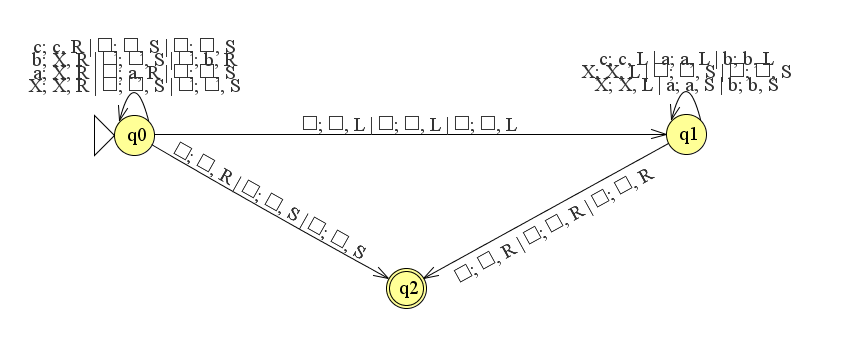 c; c, R | □; □, S | □; □, S
b; X, R | □; □, S | □; b, R
a; X, R | □; a, R | □; □, S
X; X, R | □; □, S | □; □, S
c; c, L | a; a, L | b; b, L
X; X, L | □; □, S | □; □, S
X; X, L | a; a, S | b; b, S
□; □, L | □; □, L | □; □, L
q0
q1
□; □, R | □; □, S | □; □, S
□; □, R | □; □, R | □; □, R
q2